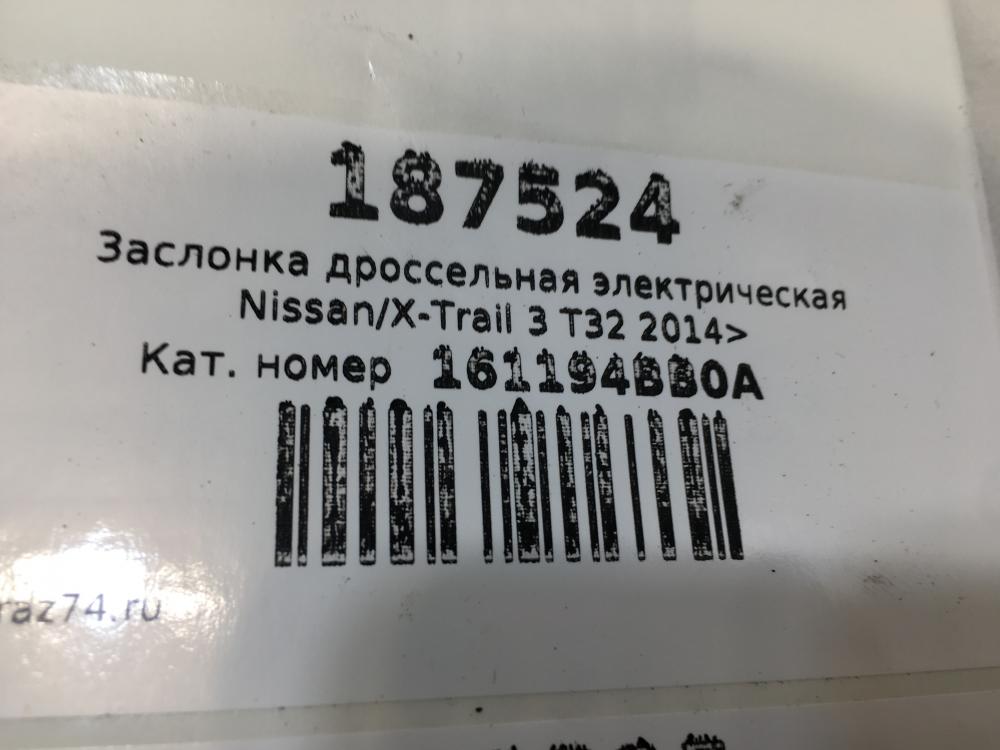 187524
Заслонка дроссельная электрическая
Nissan/X-Trail 3 T32 2014>
Кат. номер 161194BB0A
raz74.ru